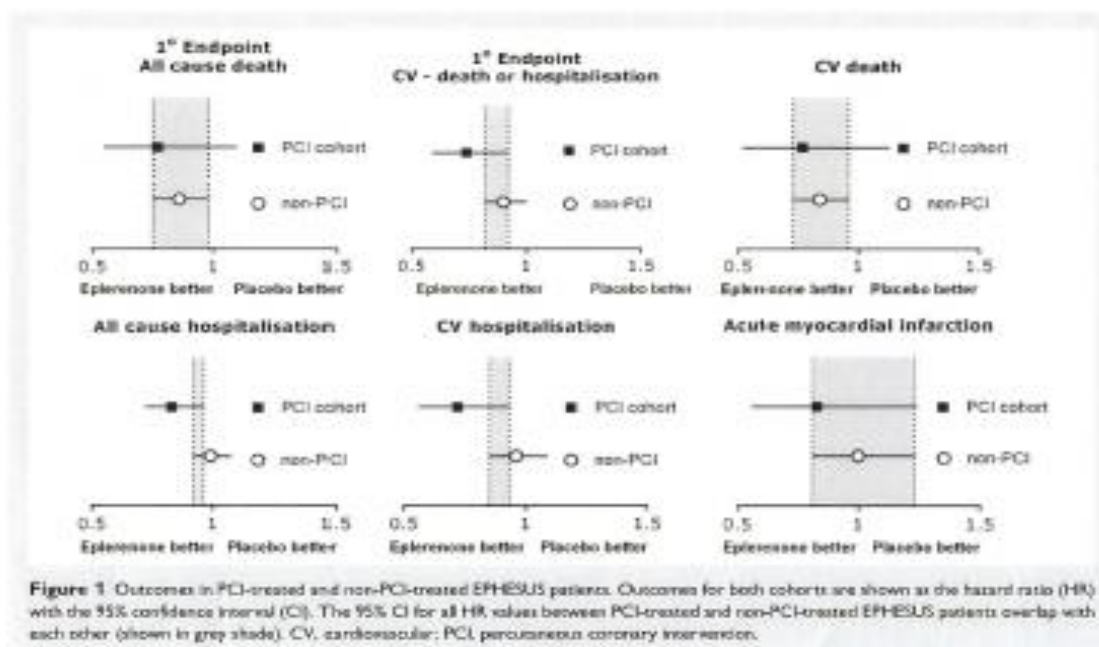 1° Endpoint
All cause death
PCI cohort
non-PCI
0.5 1 1.5
Eplerenone better Placebo better
1° Endpoint
CV - death or hospitalisation
PCI cohort
non-PCI
0.5 1 1.5
Eplerenone better Placebo better
CV death
PCI cohort
non-PCI
0.5 1 1.5
Eplerenone better Placebo better
All cause hospitalisation
PCI cohort
non-PCI
0.5 1 1.5
Eplerenone better Placebo better
CV hospitalisation
PCI cohort
non-PCI
0.5 1 1.5
Eplerenone better Placebo better
Acute myocardial infarction
PCI cohort
non-PCI
0.5 1 1.5
Eplerenone better Placebo better
Figure 1 Outcomes in PCI-treated and non-PCI-treated EPHESUS patients. Outcomes for both cohorts are shown as the hazard ratio (HR)
with the 95% confidence interval (CI). The 95% CI for all HR values between PCI-treated and non-PCI-treated EPHESUS patients overlap with
each other (shown in grey shade). CV, cardiovascular; PCI, percutaneous coronary intervention.